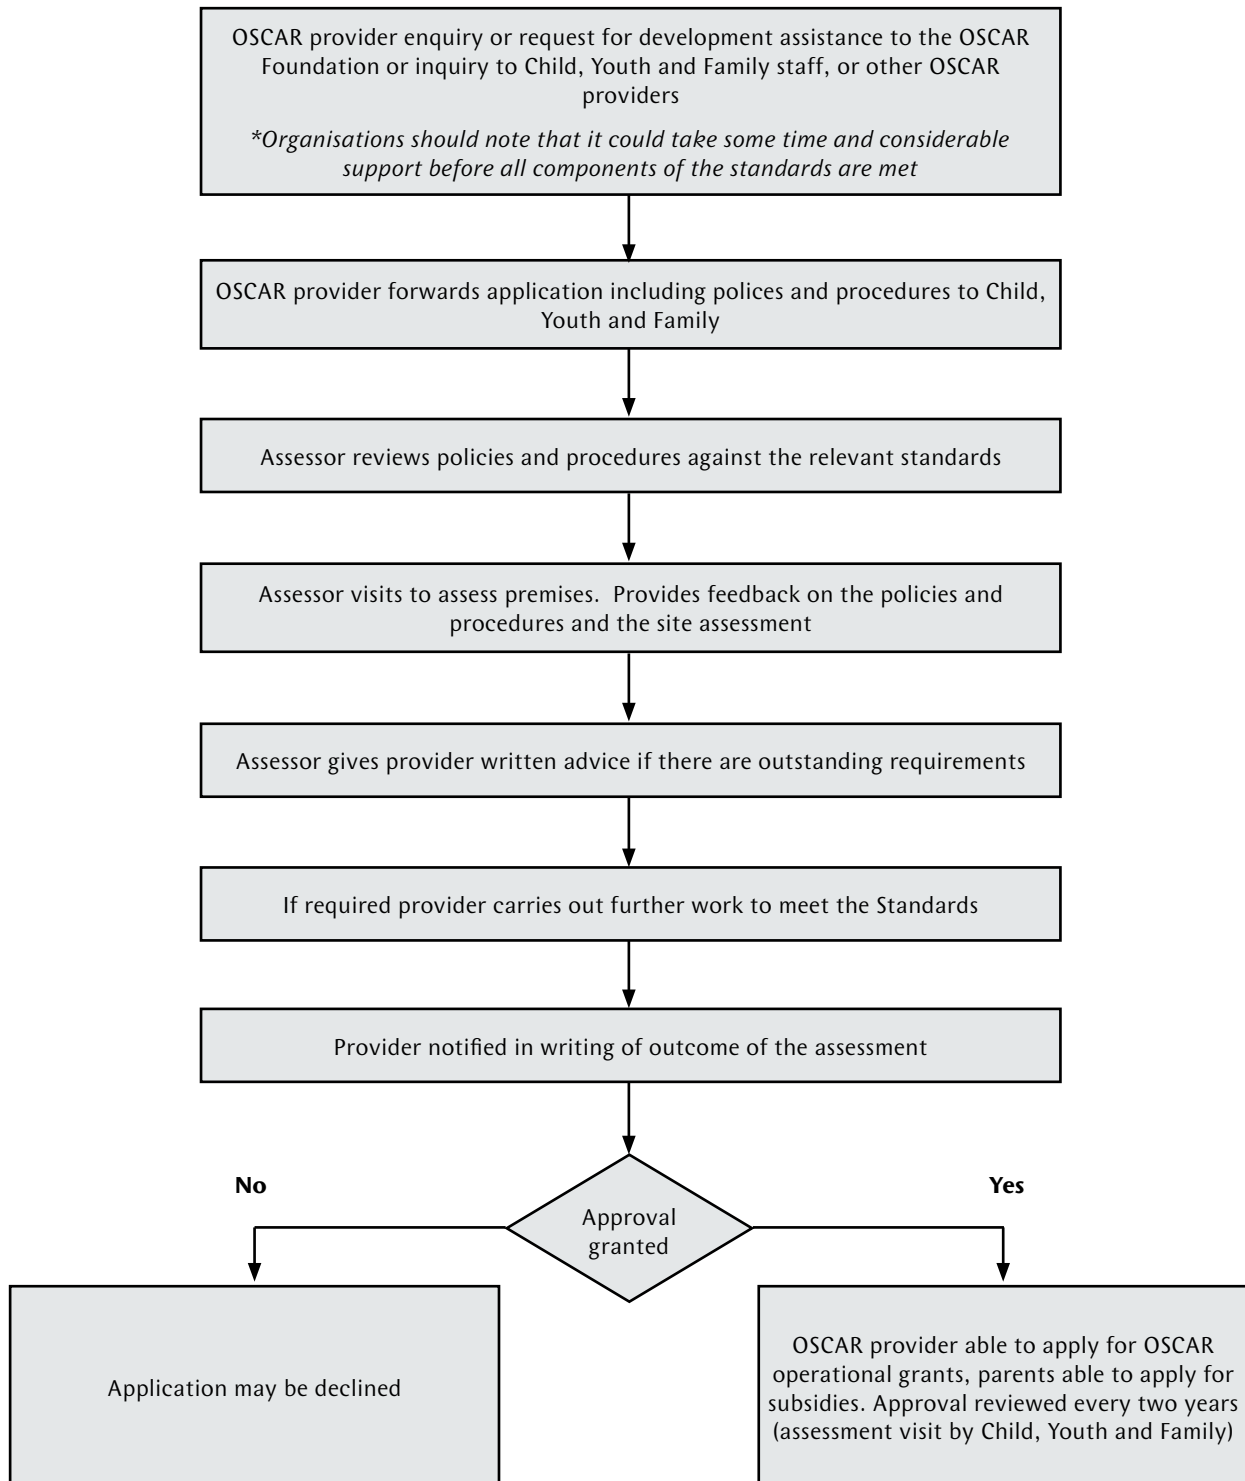 OSCAR provider enquiry or request for development assistance to the OSCAR
Foundation or inquiry to Child, Youth and Family staff, or other OSCAR
providers
*Organisations should note that it could take some time and considerable
support before all components of the standards are met
OSCAR provider forwards application including polices and procedures to Child,
Youth and Family
Assessor reviews policies and procedures against the relevant standards
Assessor visits to assess premises.  Provides feedback on the policies and
procedures and the site assessment
Assessor gives provider written advice if there are outstanding requirements
If required provider carries out further work to meet the Standards
Provider notified in writing of outcome of the assessment
No
Yes
Approval
granted
Application may be declined
OSCAR provider able to apply for OSCAR
operational grants, parents able to apply for
subsidies. Approval reviewed every two years
(assessment visit by Child, Youth and Family)